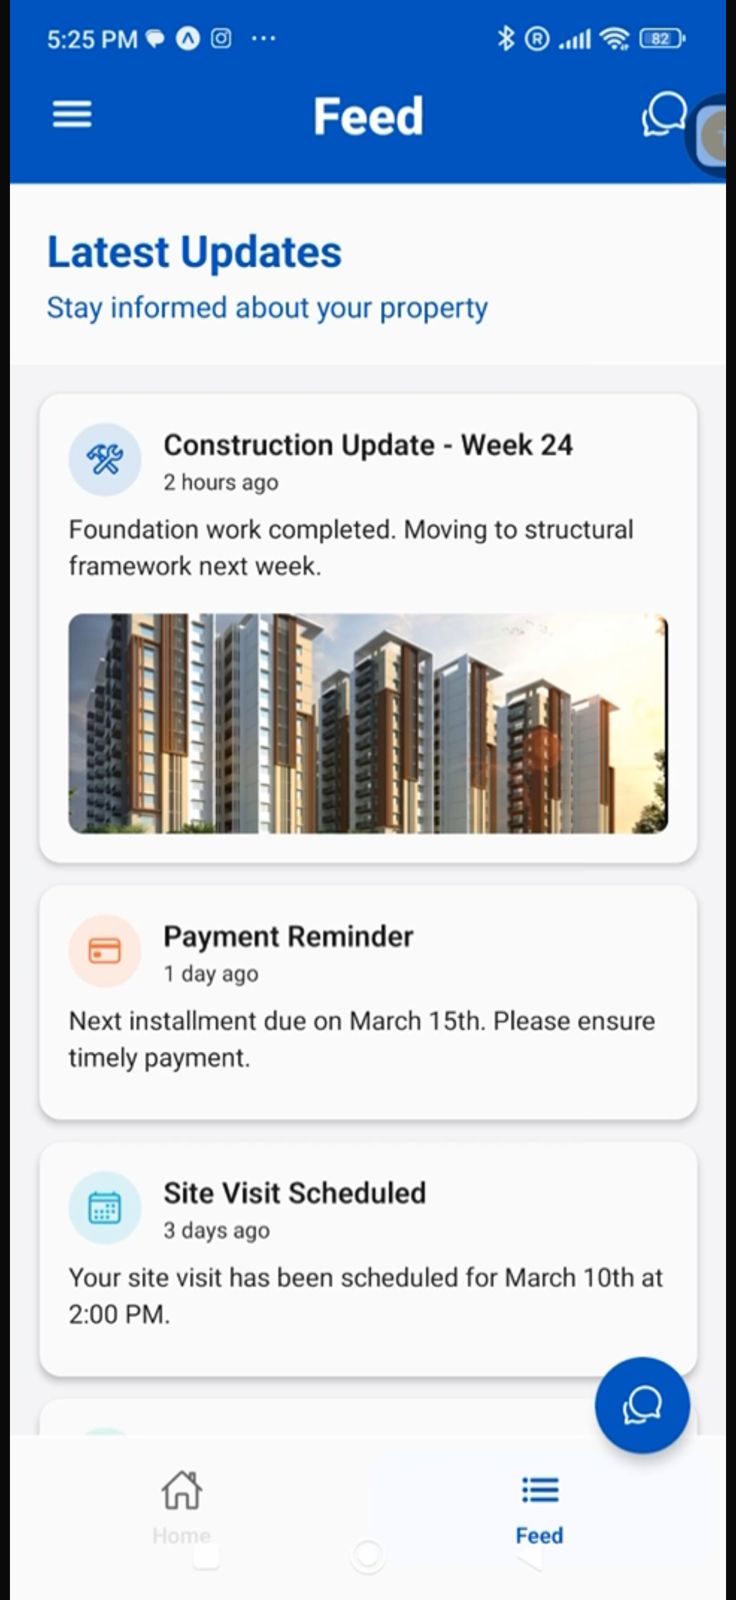 5:25 PM
82
Feed
Latest Updates
Stay informed about your property
Construction Update - Week 24
2 hours ago
Foundation work completed. Moving to structural
framework next week.
Payment Reminder
1 day ago
Next installment due on March 15th. Please ensure
timely payment.
Site Visit Scheduled
3 days ago
Your site visit has been scheduled for March 10th at
2:00 PM.
Home
Feed